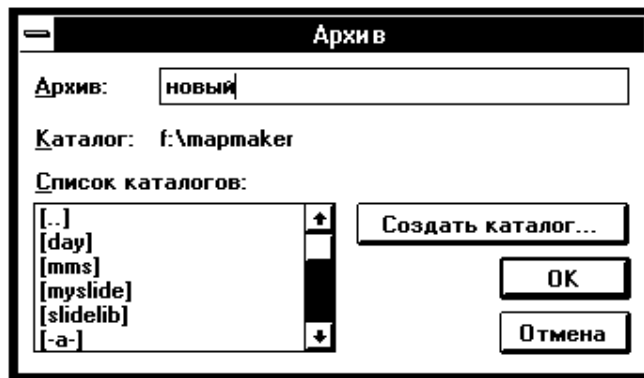 Архив
Архив: новый
Каталог: f:\mapmaker
Список каталогов:
[..]
[day]
[mms]
[myslide]
[slidelib]
[-a-]
Создать каталог...
OK
Отмена